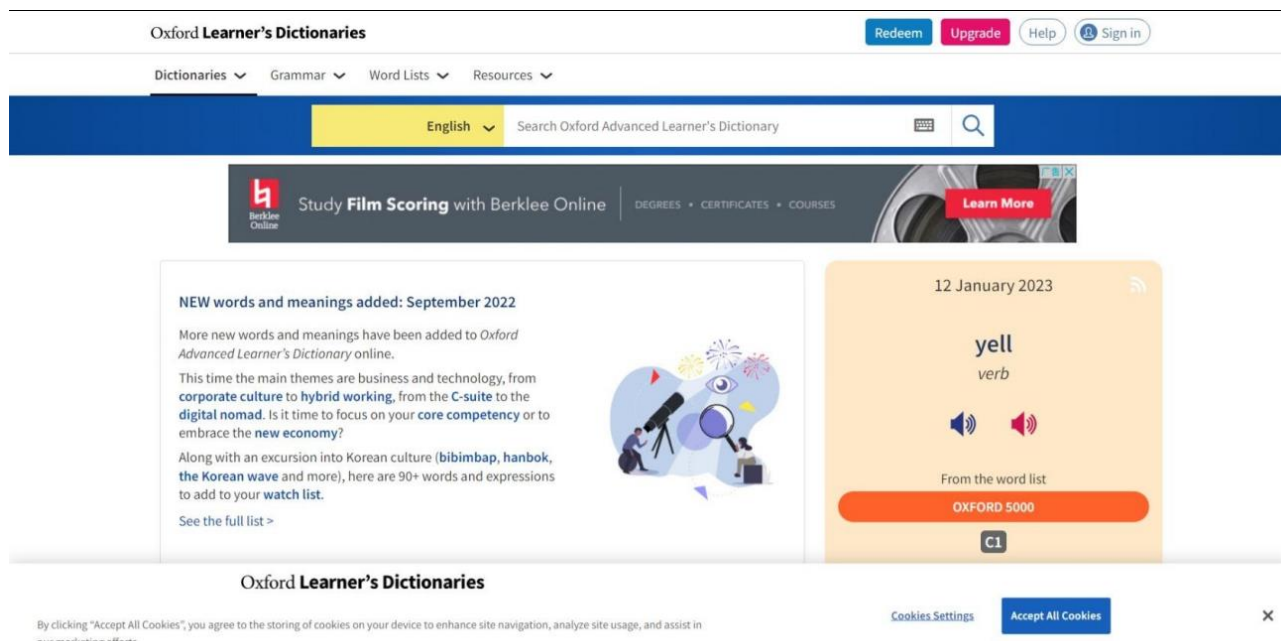 Oxford Learner's Dictionaries
Redeem
Upgrade
Help
Sign in
Dictionaries
Grammar
Word Lists
Resources
English
Search Oxford Advanced Learner's Dictionary
Berklee
Online
Study Film Scoring with Berklee Online
DEGREES • CERTIFICATES • COURSES
Learn More
广告
NEW words and meanings added: September 2022
More new words and meanings have been added to Oxford
Advanced Learner's Dictionary online.
This time the main themes are business and technology, from
corporate culture to hybrid working, from the C-suite to the
digital nomad. Is it time to focus on your core competency or to
embrace the new economy?
Along with an excursion into Korean culture (bibimbap, hanbok,
the Korean wave and more), here are 90+ words and expressions
to add to your watch list.
See the full list >
12 January 2023
yell
verb
From the word list
OXFORD 5000
C1
Oxford Learner's Dictionaries
By clicking "Accept All Cookies", you agree to the storing of cookies on your device to enhance site navigation, analyze site usage, and assist in
our marketing efforts.
Cookies Settings
Accept All Cookies